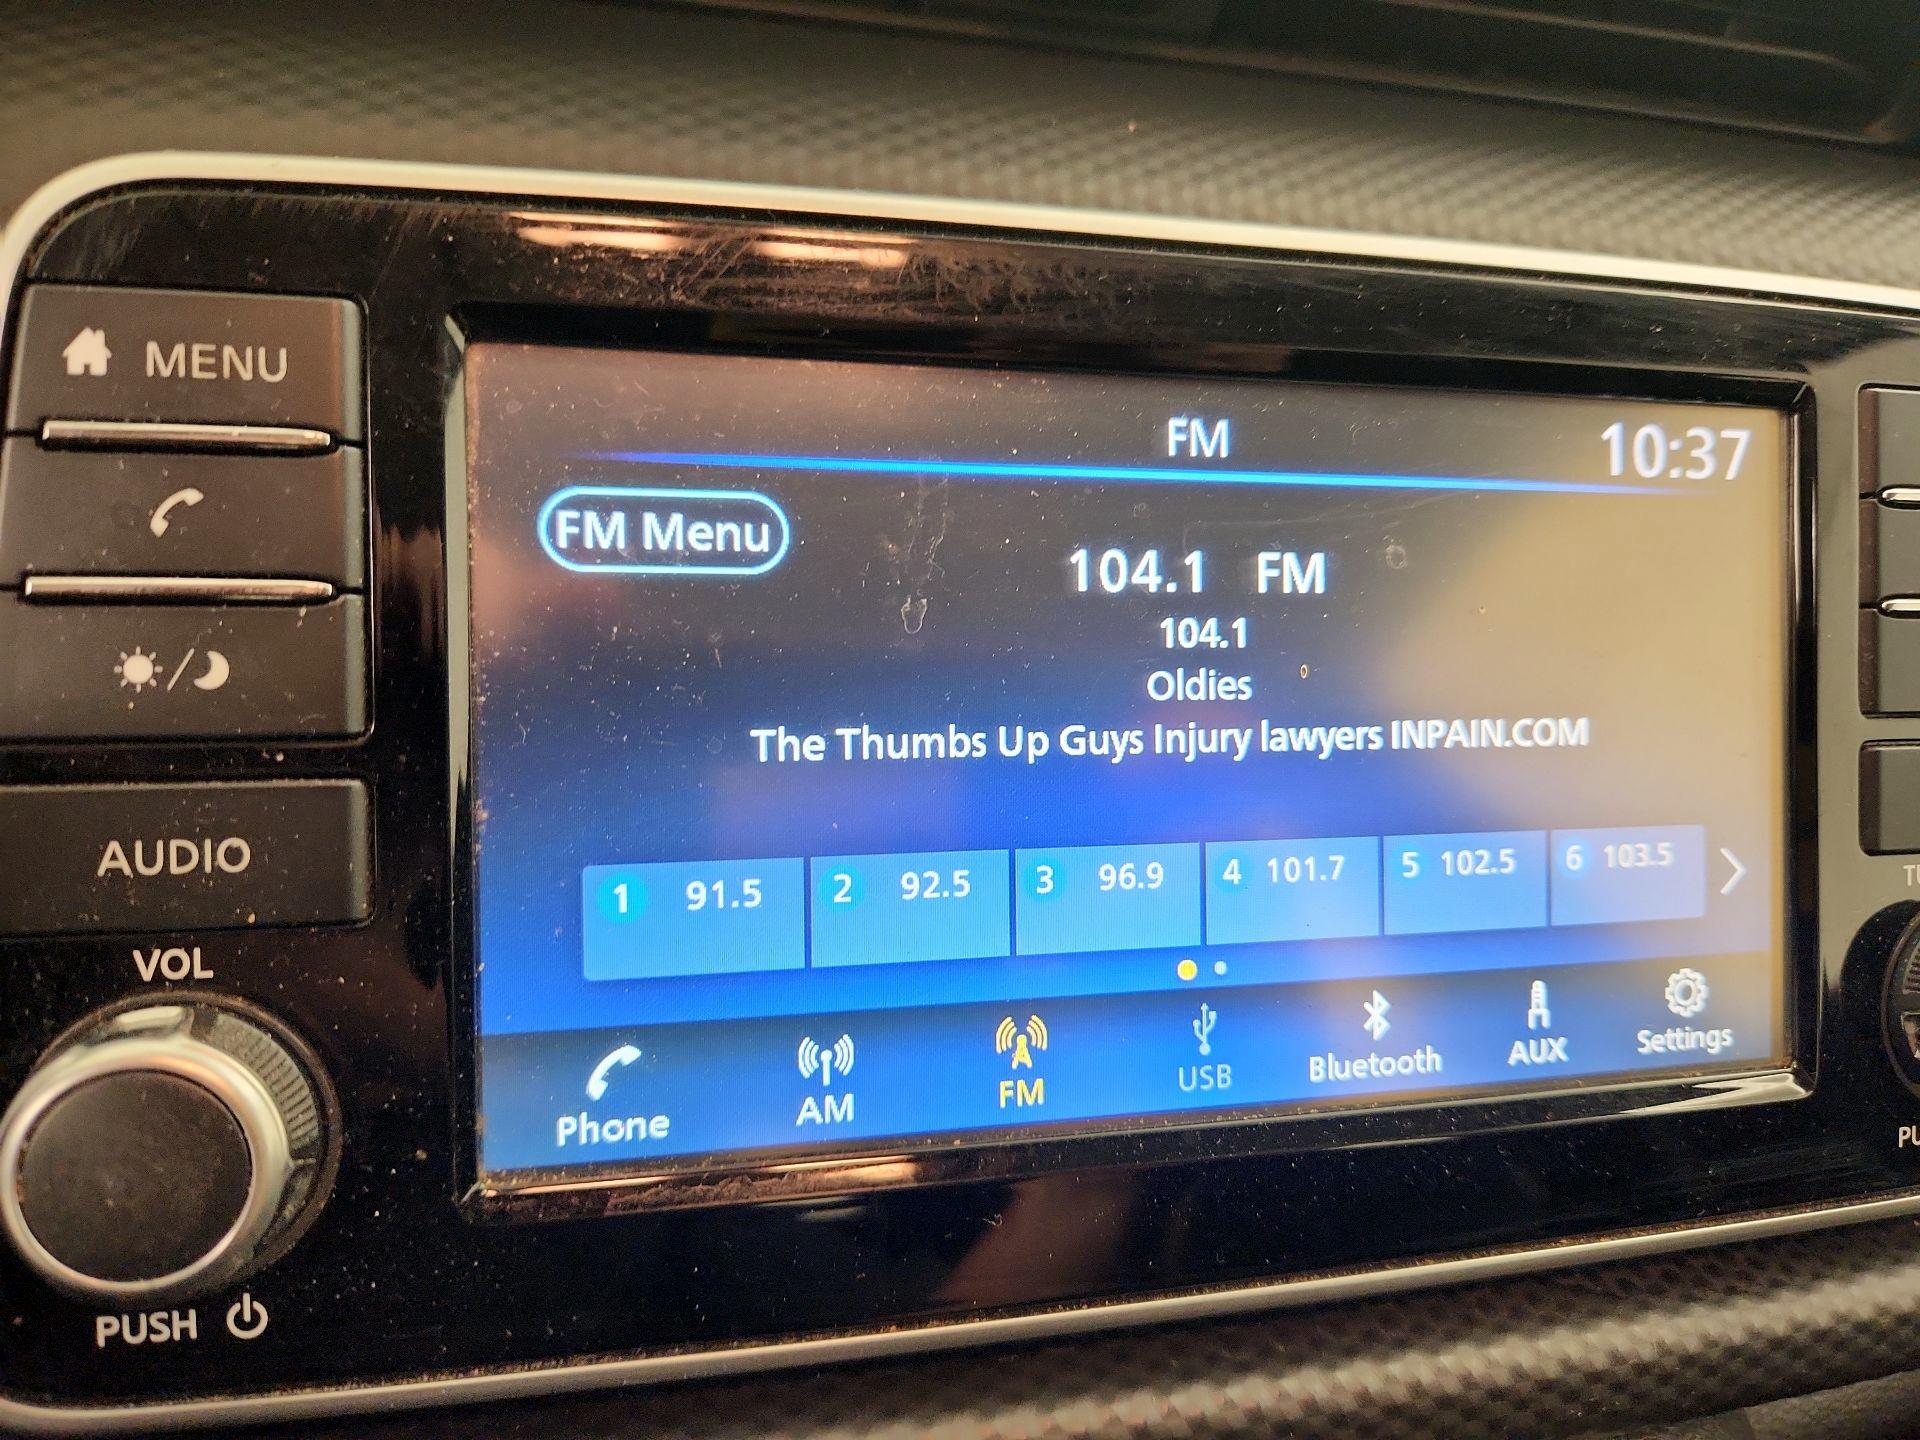 MENU
AUDIO
VOL
PUSH
FM
10:37
FM Menu
104.1 FM
104.1
Oldies
The Thumbs Up Guys Injury lawyers INPAIN.COM
1 91.5
2 92.5
3 96.9
4 101.7
5 102.5
6 103.5
Phone
AM
FM
USB
Bluetooth
AUX
Settings